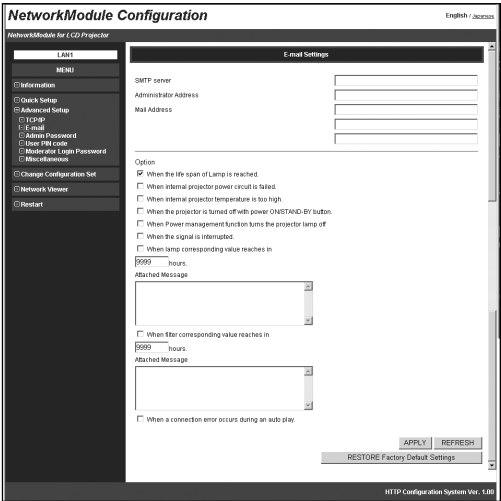 NetworkModule Configuration
English / Japanese
NetworkModule for LCD Projector
LAN1
MENU
Information
Quick Setup
Advanced Setup
TCP/IP
E-mail
Admin Password
User PIN code
Moderator Login Password
Miscellaneous
Change Configuration Set
Network Viewer
Restart
E-mail Settings
SMTP server
Administrator Address
Mail Address
Option
When the life span of Lamp is reached.
When internal projector power circuit is failed.
When internal projector temperature is too high.
When the projector is turned off with power ON/STAND-BY button.
When Power management function turns the projector lamp off
When the signal is interrupted.
When lamp corresponding value reaches in
9999 hours.
Attached Message
When filter corresponding value reaches in
9999 hours.
Attached Message
When a connection error occurs during an auto play.
APPLY REFRESH
RESTORE Factory Default Settings
HTTP Configuration System Ver. 1.00